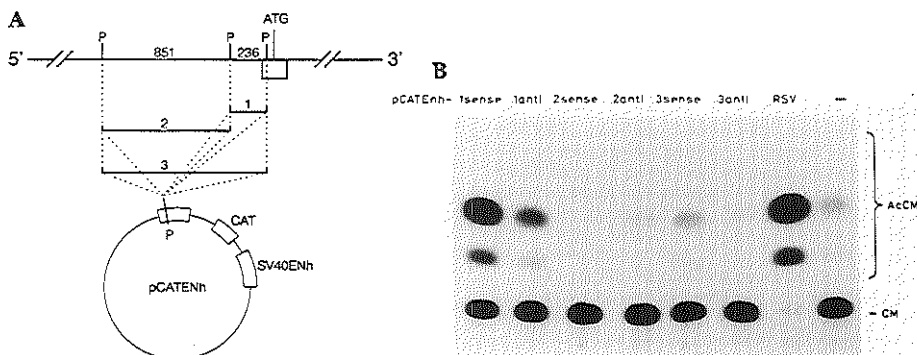 A
ATG
P P P
5' 851 236 3'
1
2
3
P
CAT
SV40ENh
pCATENh
B
pCATEnh- 1sense 1anti 2sense 2anti 3sense 3anti RSV —
AcCM
- CM